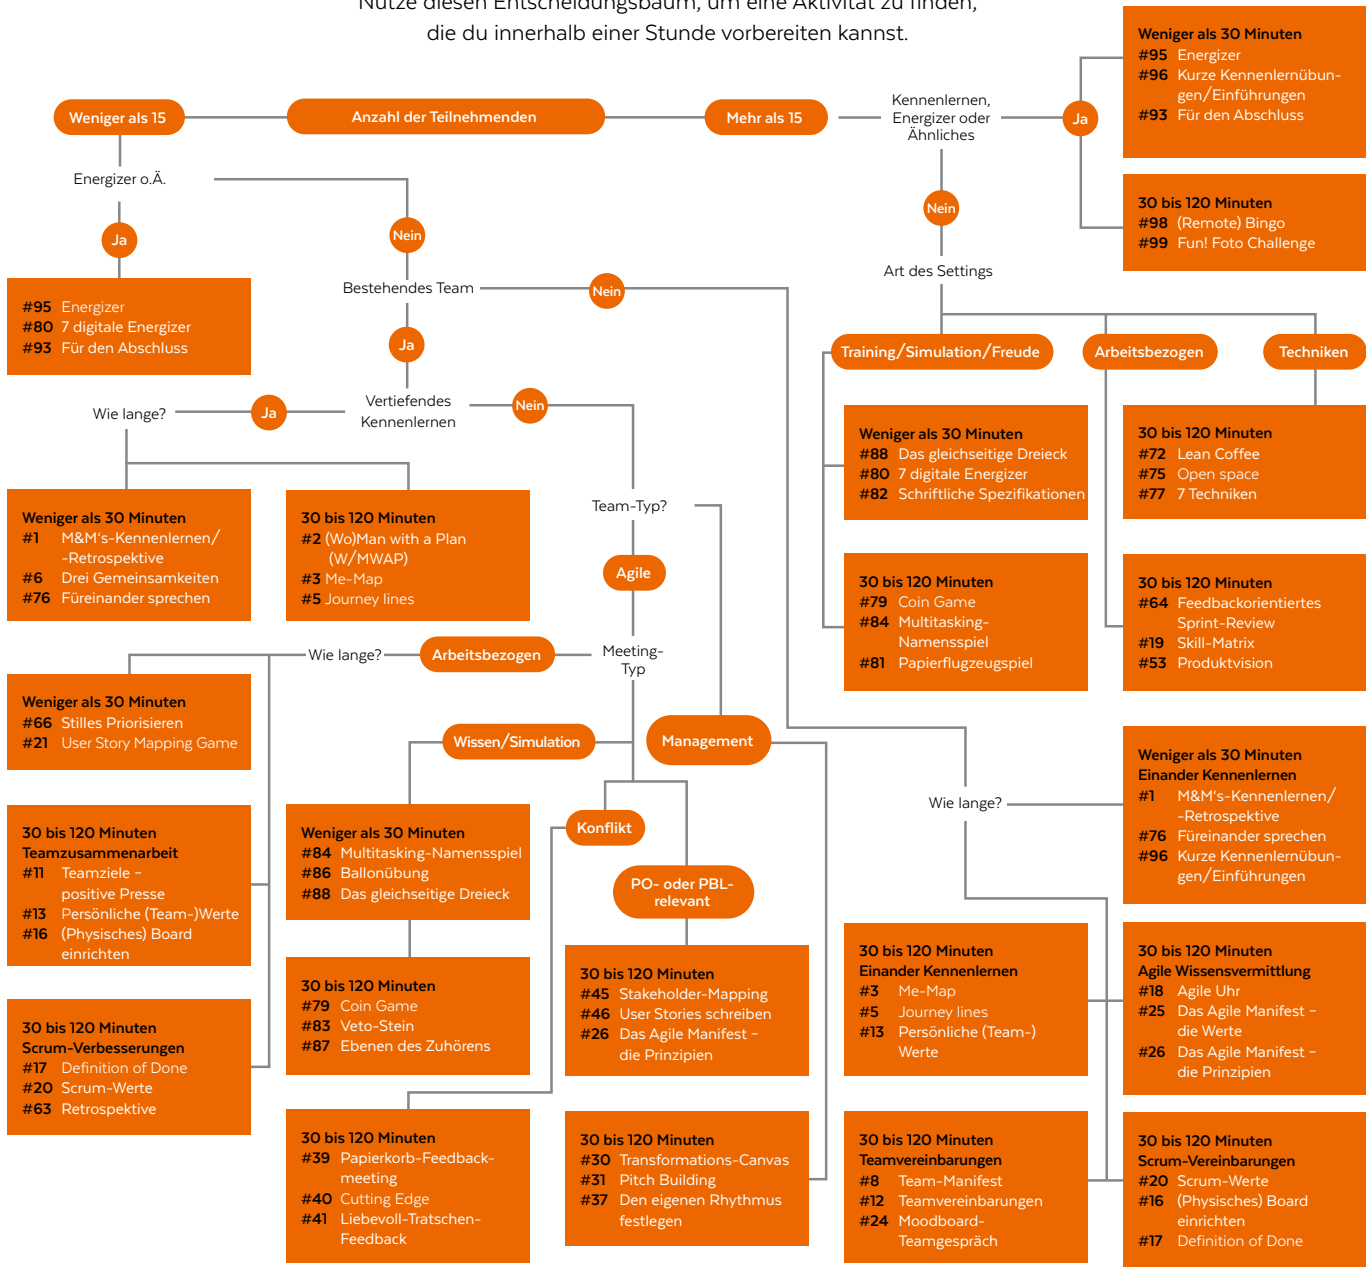 Nutze diesen Entscheidungsbaum, um eine Aktivität zu finden,
die du innerhalb einer Stunde vorbereiten kannst.
Weniger als 15
Anzahl der Teilnehmenden
Mehr als 15
Kennenlernen,
Energizer oder
Ähnliches
Ja
Weniger als 30 Minuten
#95 Energizer
#96 Kurze Kennenlernübun-
gen/Einführungen
#93 Für den Abschluss
30 bis 120 Minuten
#98 (Remote) Bingo
#99 Fun! Foto Challenge
Energizer o.Ä.
Ja
Nein
Nein
#95 Energizer
#80 7 digitale Energizer
#93 Für den Abschluss
Bestehendes Team
Nein
Ja
Art des Settings
Training/Simulation/Freude
Arbeitsbezogen
Techniken
Wie lange?
Ja
Vertiefendes
Kennenlernen
Nein
Weniger als 30 Minuten
#88 Das gleichseitige Dreieck
#80 7 digitale Energizer
#82 Schriftliche Spezifikationen
30 bis 120 Minuten
#72 Lean Coffee
#75 Open space
#77 7 Techniken
Weniger als 30 Minuten
#1 M&M's-Kennenlernen/
-Retrospektive
#6 Drei Gemeinsamkeiten
#76 Füreinander sprechen
30 bis 120 Minuten
#2 (Wo)Man with a Plan
(W/MWAP)
#3 Me-Map
#5 Journey lines
Team-Typ?
Agile
30 bis 120 Minuten
#79 Coin Game
#84 Multitasking-
Namensspiel
#81 Papierflugzeugspiel
30 bis 120 Minuten
#64 Feedbackorientiertes
Sprint-Review
#19 Skill-Matrix
#53 Produktvision
Wie lange?
Arbeitsbezogen
Meeting-
Typ
Weniger als 30 Minuten
#66 Stilles Priorisieren
#21 User Story Mapping Game
Wissen/Simulation
Management
Weniger als 30 Minuten
Einander Kennenlernen
#1 M&M's-Kennenlernen/
-Retrospektive
#76 Füreinander sprechen
#96 Kurze Kennenlernübun-
gen/Einführungen
Wie lange?
30 bis 120 Minuten
Teamzusammenarbeit
#11 Teamziele –
positive Presse
#13 Persönliche (Team-)Werte
#16 (Physisches) Board
einrichten
Weniger als 30 Minuten
#84 Multitasking-Namensspiel
#86 Ballonübung
#88 Das gleichseitige Dreieck
Konflikt
PO- oder PBL-
relevant
30 bis 120 Minuten
#79 Coin Game
#83 Veto-Stein
#87 Ebenen des Zuhörens
30 bis 120 Minuten
#45 Stakeholder-Mapping
#46 User Stories schreiben
#26 Das Agile Manifest –
die Prinzipien
30 bis 120 Minuten
Einander Kennenlernen
#3 Me-Map
#5 Journey lines
#13 Persönliche (Team-)
Werte
30 bis 120 Minuten
Agile Wissensvermittlung
#18 Agile Uhr
#25 Das Agile Manifest –
die Werte
#26 Das Agile Manifest –
die Prinzipien
30 bis 120 Minuten
Scrum-Verbesserungen
#17 Definition of Done
#20 Scrum-Werte
#63 Retrospektive
30 bis 120 Minuten
#39 Papierkorb-Feedback-
meeting
#40 Cutting Edge
#41 Liebevoll-Tratschen-
Feedback
30 bis 120 Minuten
#30 Transformations-Canvas
#31 Pitch Building
#37 Den eigenen Rhythmus
festlegen
30 bis 120 Minuten
Teamvereinbarungen
#8 Team-Manifest
#12 Teamvereinbarungen
#24 Moodboard-
Teamgespräch
30 bis 120 Minuten
Scrum-Vereinbarungen
#20 Scrum-Werte
#16 (Physisches) Board
einrichten
#17 Definition of Done